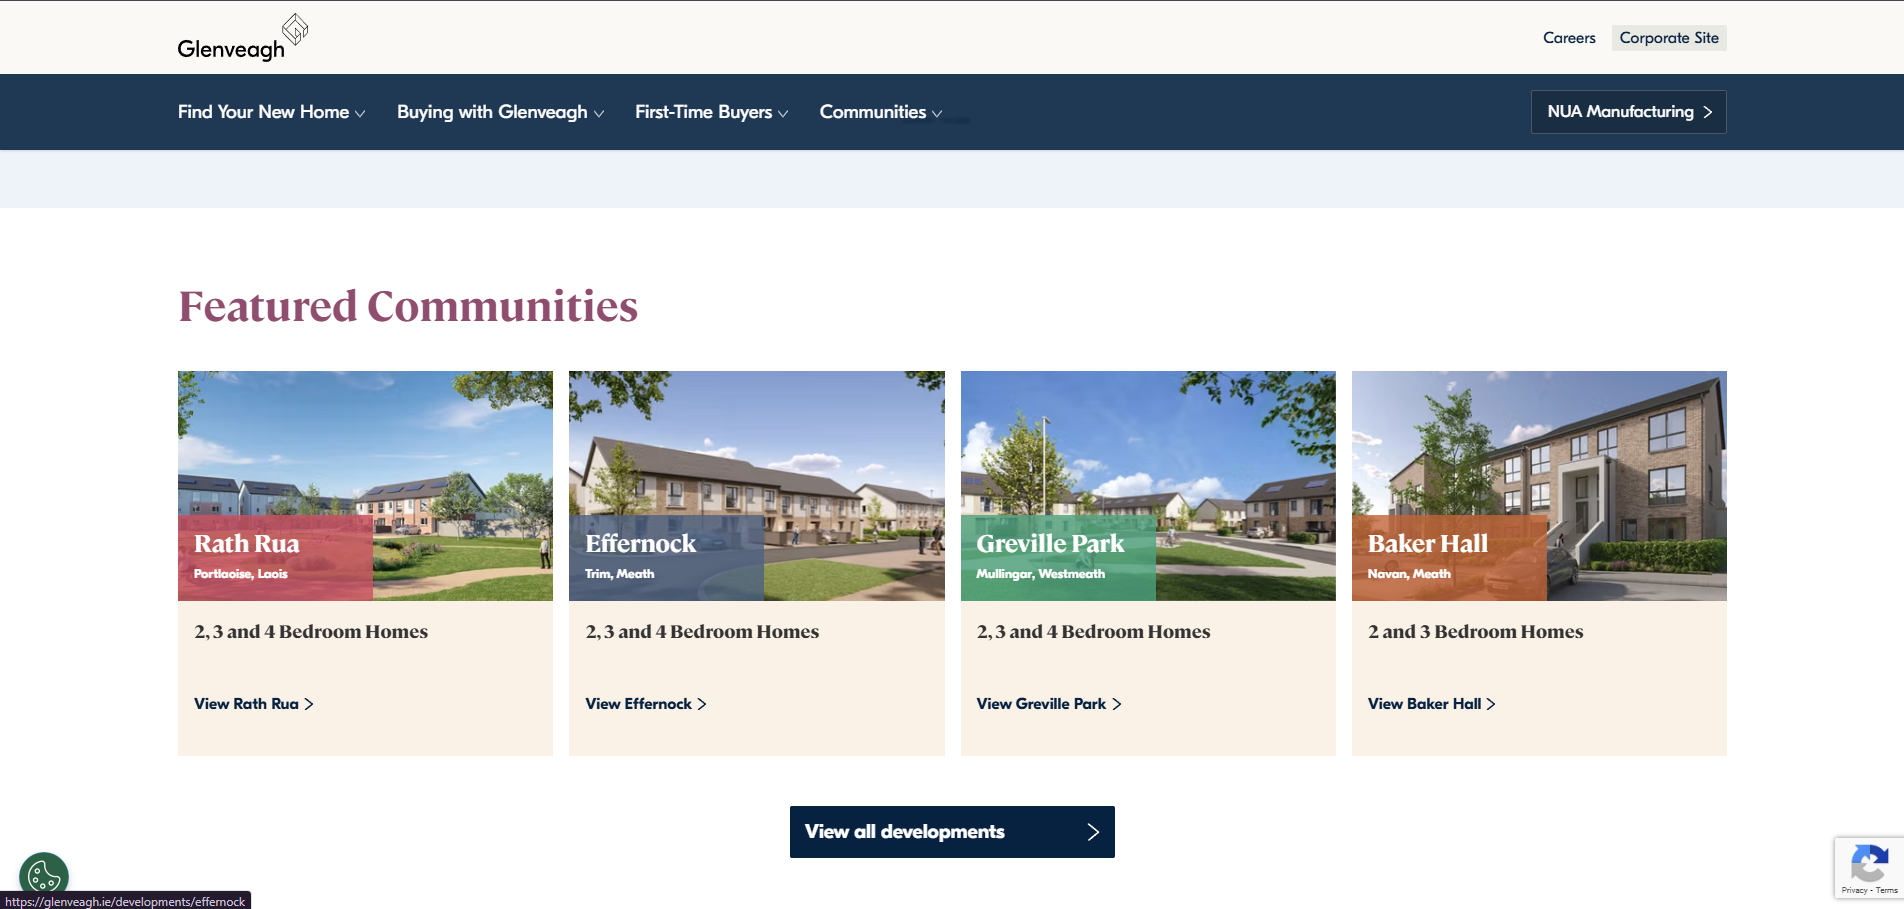 Glenveagh
Careers
Corporate Site
Find Your New Home
Buying with Glenveagh
First-Time Buyers
Communities
NUA Manufacturing
Featured Communities
Rath Rua
Portlaoise, Laois
2, 3 and 4 Bedroom Homes
View Rath Rua
Effernock
Trim, Meath
2, 3 and 4 Bedroom Homes
View Effernock
Greville Park
Mullingar, Westmeath
2, 3 and 4 Bedroom Homes
View Greville Park
Baker Hall
Navan, Meath
2 and 3 Bedroom Homes
View Baker Hall
View all developments
Privacy - Terms
https://glenveagh.ie/developments/effernock